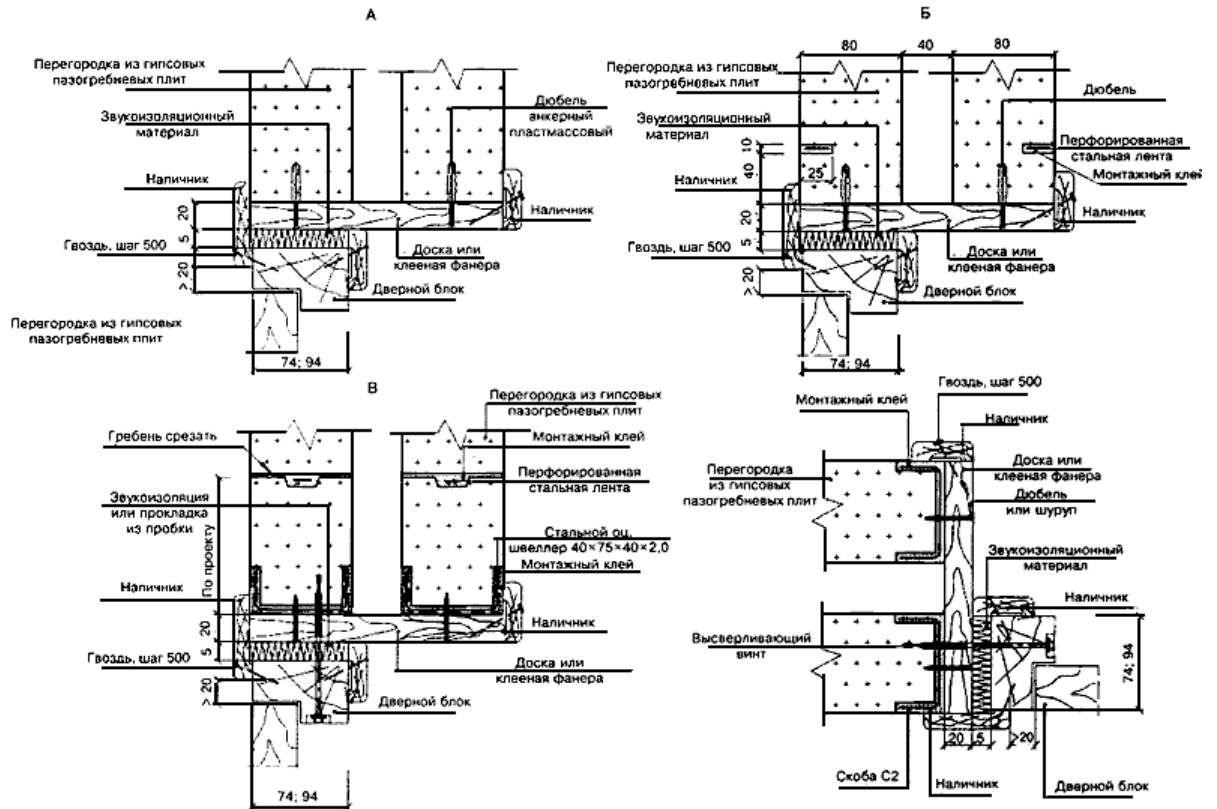 А
Перегородка из гипсовых
пазогребневых плит
Звукоизоляционный
материал
Дюбель
анкерный
пластмассовый
Наличник
20
5
> 20
Гвоздь, шаг 500
Наличник
Доска или
клееная фанера
Дверной блок
Перегородка из гипсовых
пазогребневых плит
74; 94
Б
80
40
80
Перегородка из гипсовых
пазогребневых плит
Звукоизоляционный
материал
Дюбель
10
40
25
Перфорированная
стальная лента
Монтажный клей
Наличник
20
5
> 20
Гвоздь, шаг 500
Наличник
Доска или
клееная фанера
Дверной блок
74; 94
В
Перегородка из гипсовых
пазогребневых плит
Гребень срезать
Монтажный клей
Перфорированная
стальная лента
Звукоизоляция
или прокладка
из пробки
По проекту
Стальной оц.
швеллер 40×75×40×2,0
Монтажный клей
Наличник
20
5
> 20
Наличник
Гвоздь, шаг 500
Доска или
клееная фанера
Дверной блок
74; 94
Гвоздь, шаг 500
Монтажный клей
Наличник
Перегородка
из гипсовых
пазогребневых плит
Доска или
клееная фанера
Дюбель
или шуруп
Звукоизоляционный
материал
Наличник
Высверливающий
винт
74; 94
20
5
>20
Скоба С2
Наличник
Дверной блок